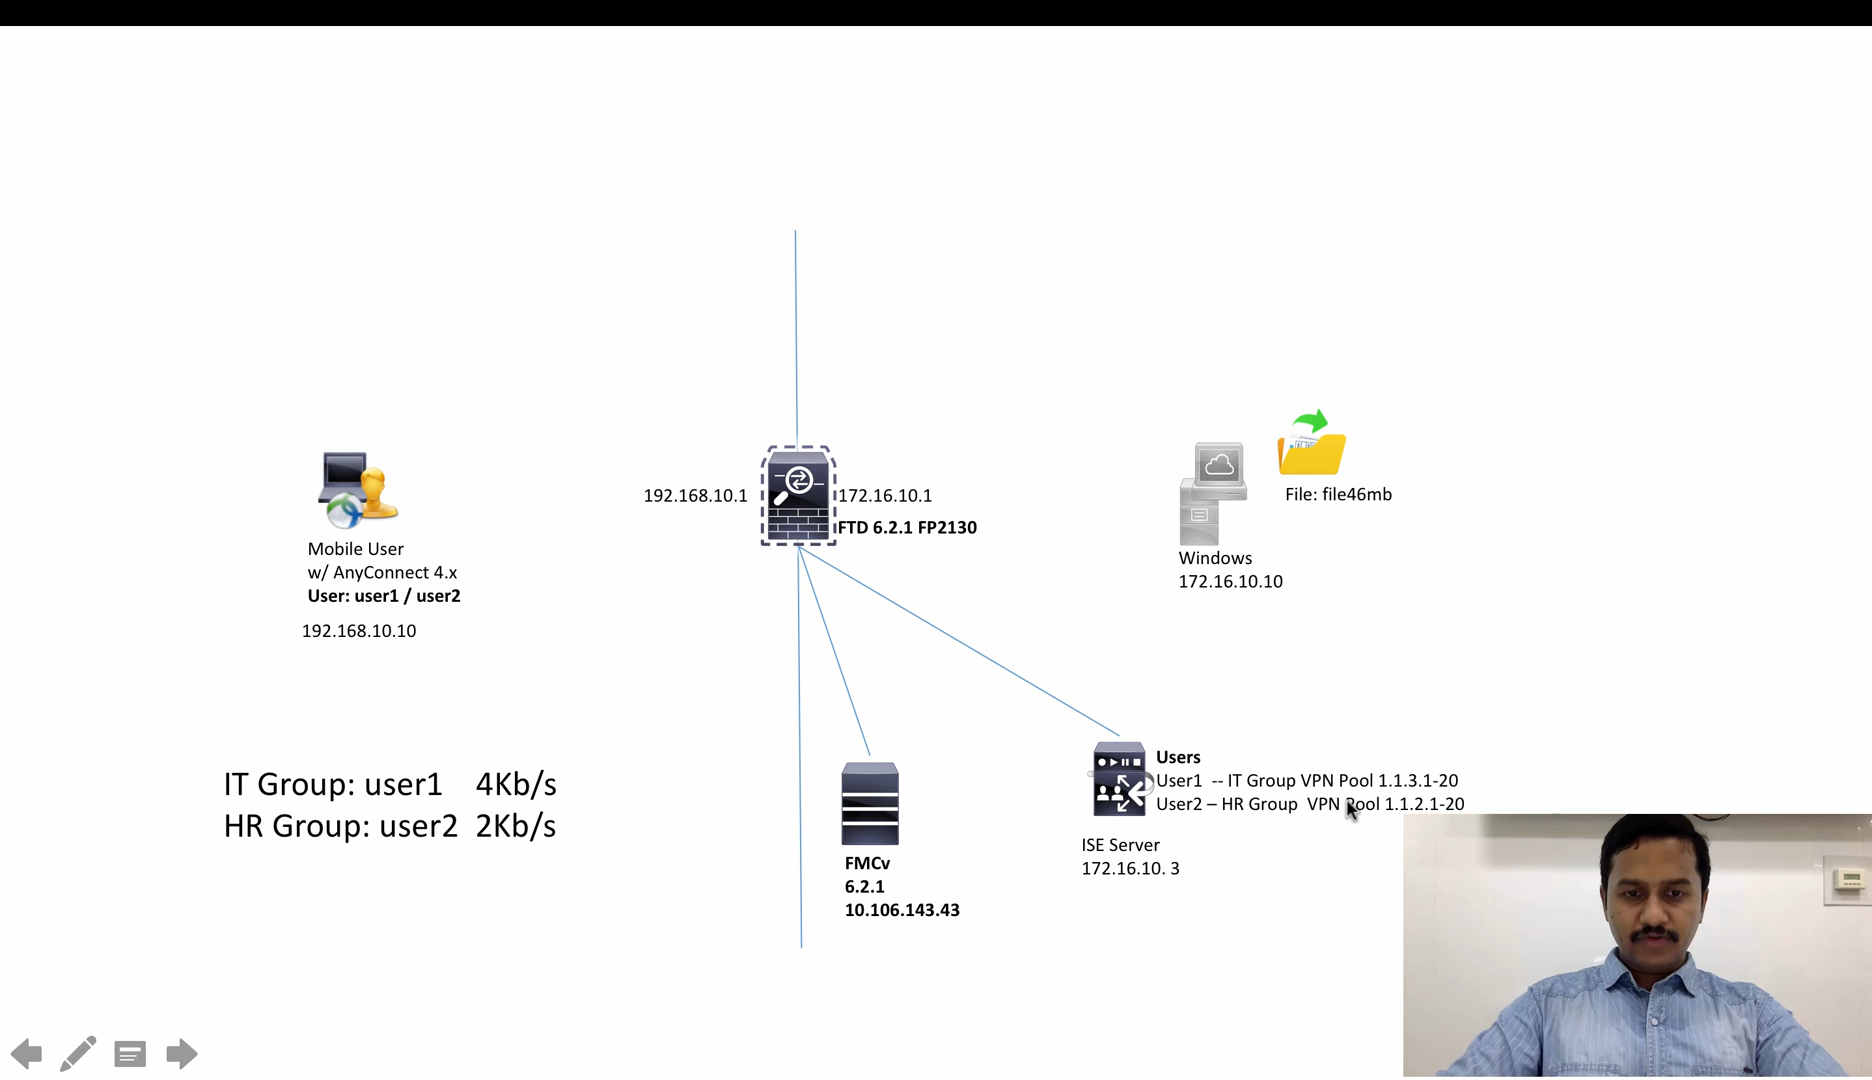 192.168.10.1
172.16.10.1
FTD 6.2.1 FP2130
File: file46mb
Mobile User
w/ AnyConnect 4.x
User: user1 / user2
192.168.10.10
Windows
172.16.10.10
IT Group: user1 4Kb/s
HR Group: user2 2Kb/s
Users
User1 -- IT Group VPN Pool 1.1.3.1-20
User2 – HR Group VPN Pool 1.1.2.1-20
FMCv
6.2.1
10.106.143.43
ISE Server
172.16.10. 3